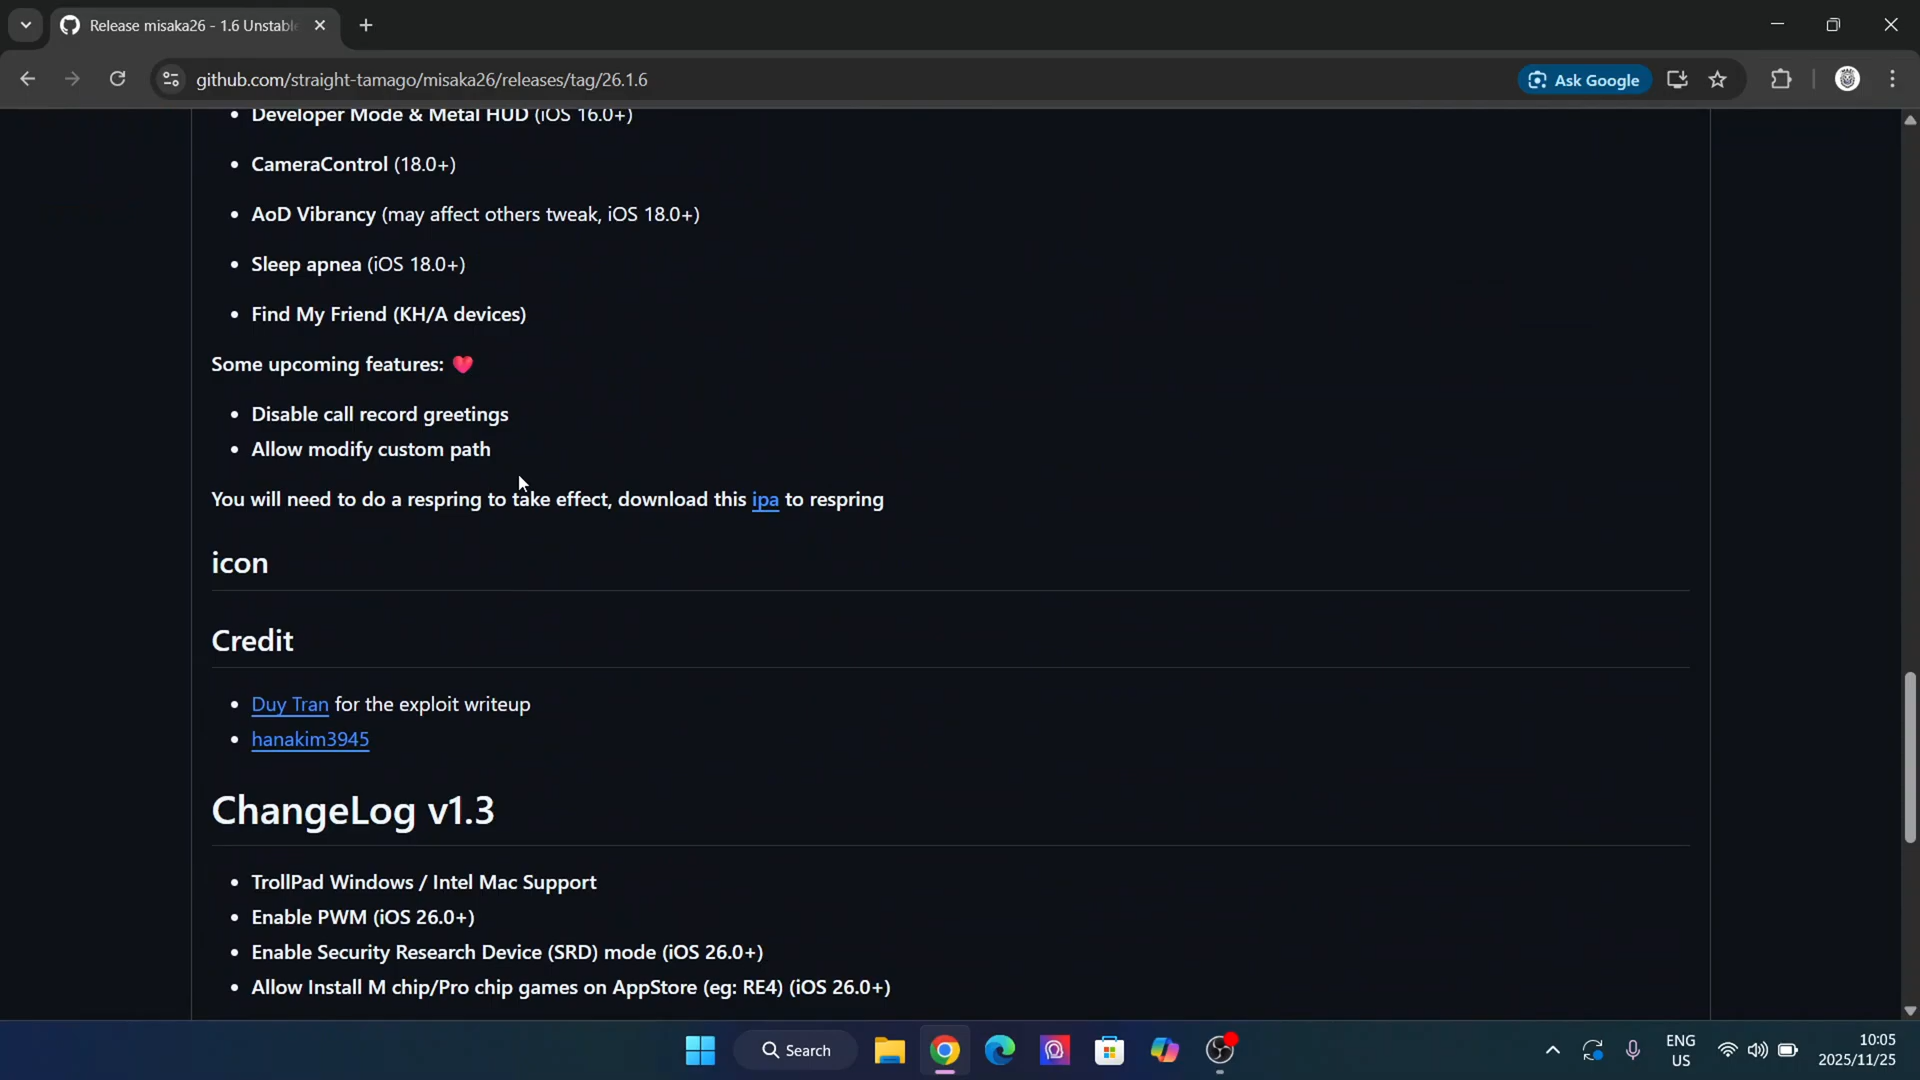 Release misaka26 - 1.6 Unstabl
github.com/straight-tamago/misaka26/releases/tag/26.1.6
Ask Google
Developer Mode & Metal HUD (iOS 16.0+)
CameraControl (18.0+)
AoD Vibrancy (may affect others tweak, iOS 18.0+)
Sleep apnea (iOS 18.0+)
Find My Friend (KH/A devices)
Some upcoming features:
Disable call record greetings
Allow modify custom path
You will need to do a respring to take effect, download this ipa to respring
icon
Credit
Duy Tran for the exploit writeup
hanakim3945
ChangeLog v1.3
TrollPad Windows / Intel Mac Support
Enable PWM (iOS 26.0+)
Enable Security Research Device (SRD) mode (iOS 26.0+)
Allow Install M chip/Pro chip games on AppStore (eg: RE4) (iOS 26.0+)
Search
ENG
US
10:05
2025/11/25